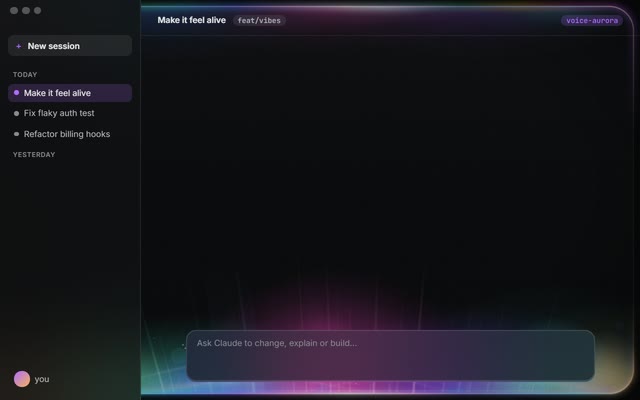 Make it feel alive feat/vibes voice-aurora
+ New session
TODAY
Make it feel alive
Fix flaky auth test
Refactor billing hooks
YESTERDAY
Ask Claude to change, explain or build...
you